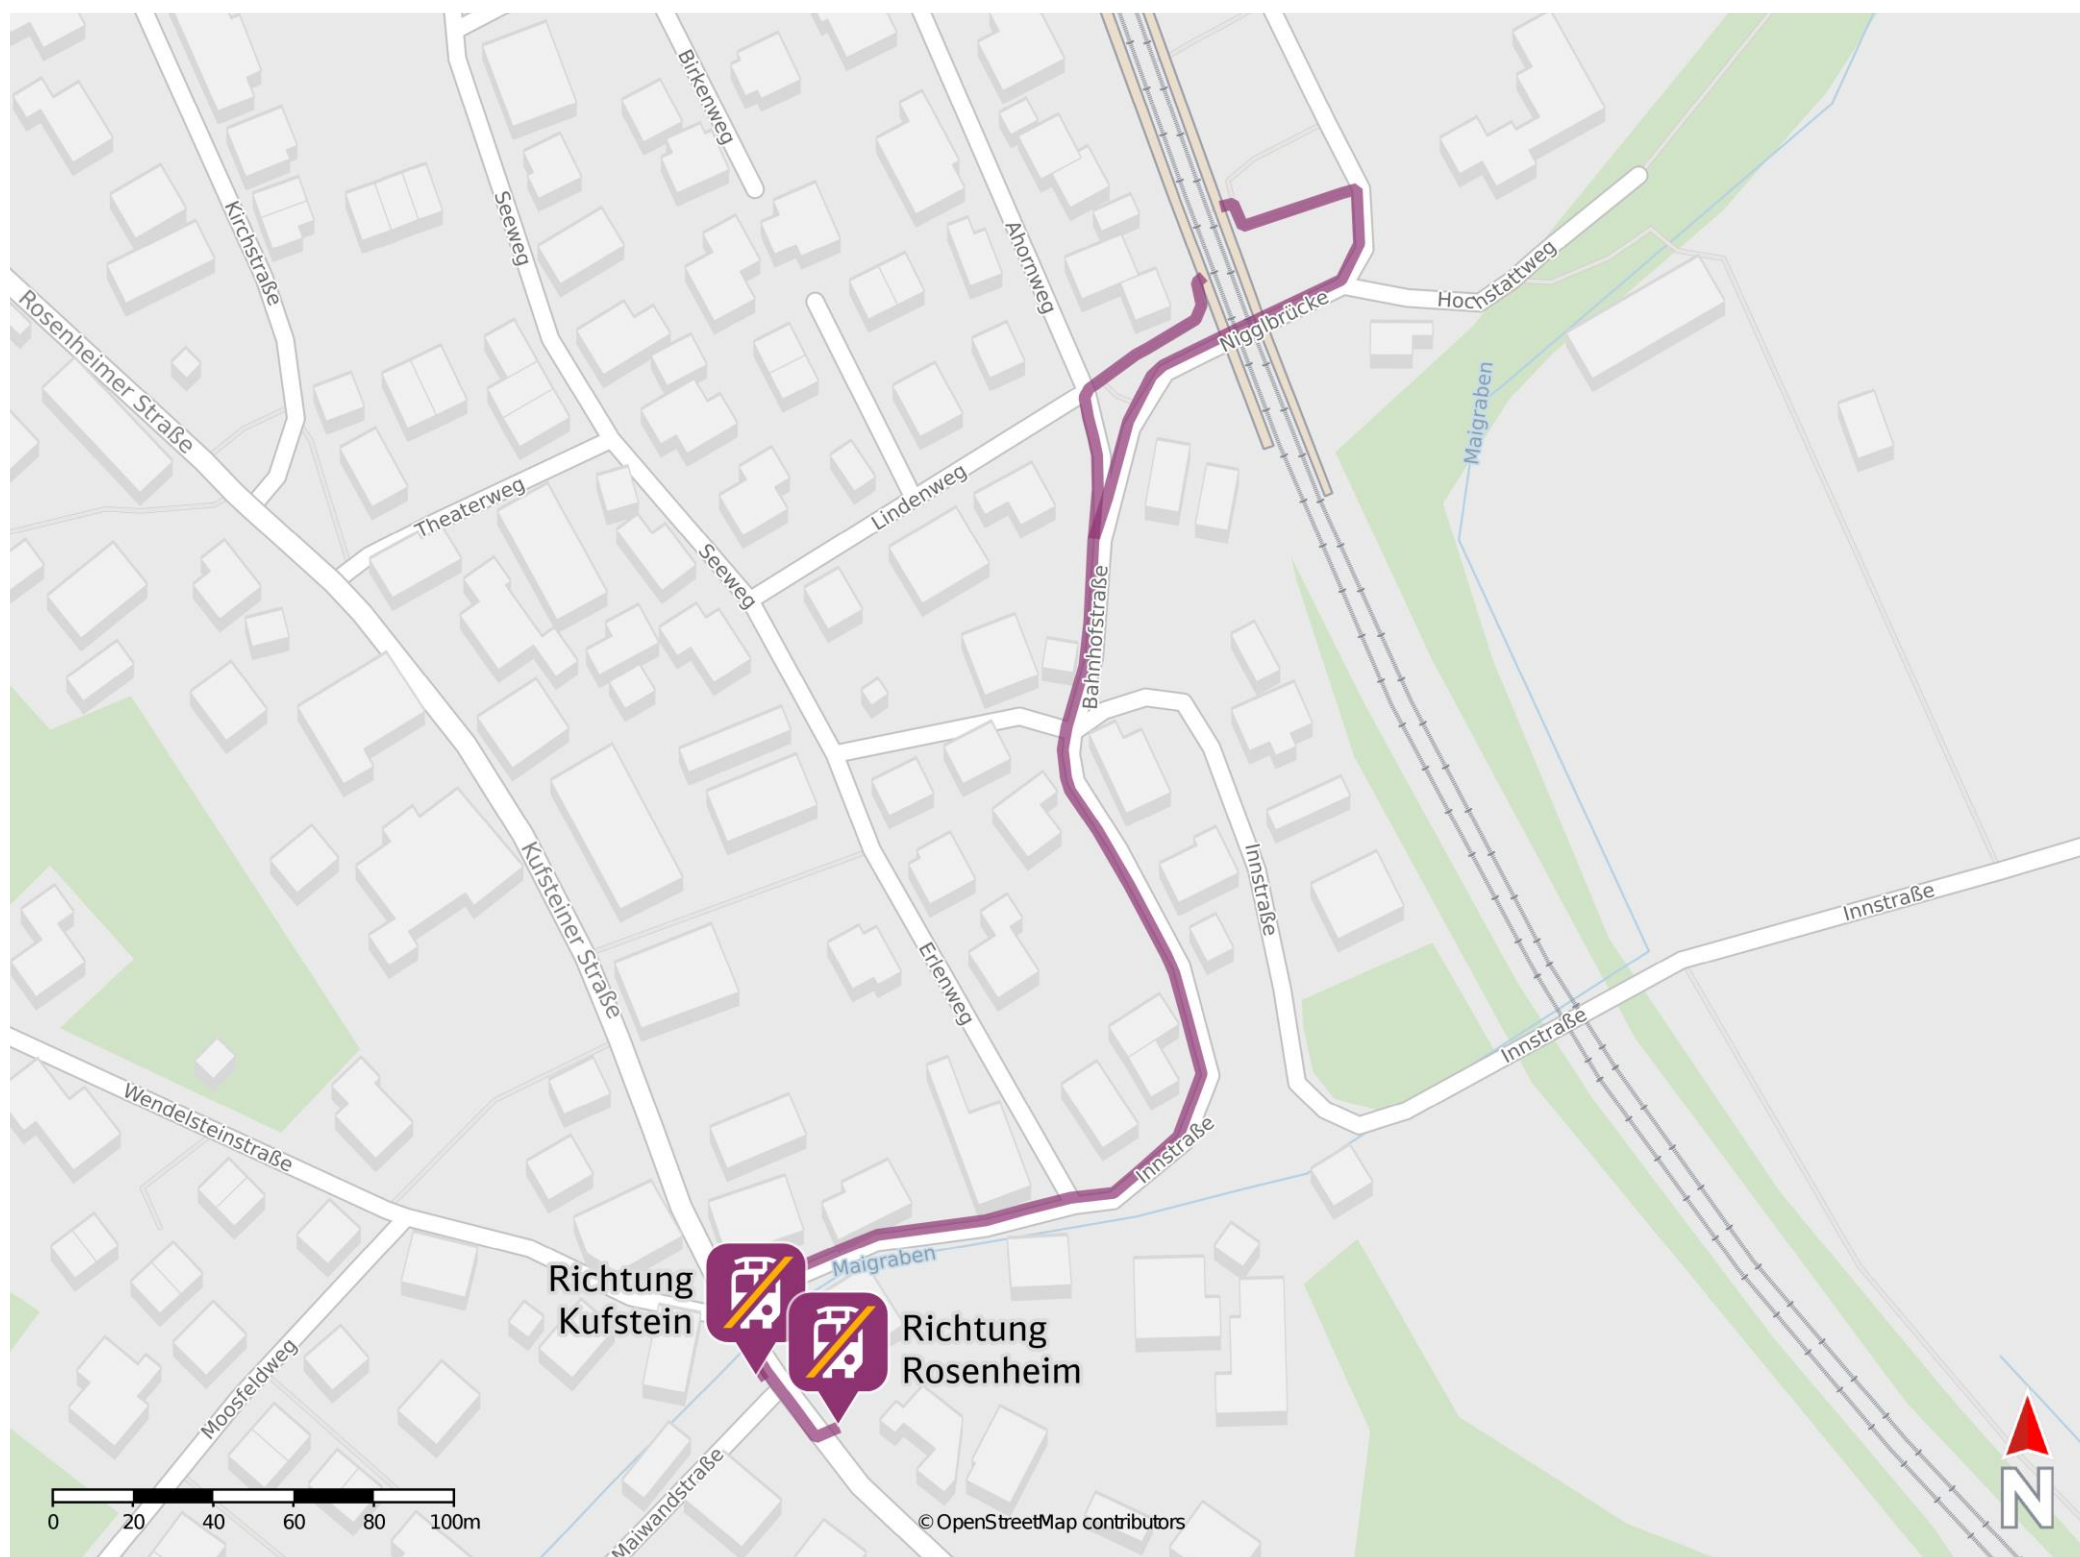 Birkenweg
Kirchstraße
Seeweg
Ahornweg
Hochstattweg
Rosenheimer Straße
Nigglbrücke
Maigraben
Theaterweg
Lindenweg
Seeweg
Bahnhofstraße
Kufsteiner Straße
Innstraße
Innstraße
Erlenweg
Innstraße
Wendelsteinstraße
Innstraße
Maigraben
Richtung
Kufstein
Richtung
Rosenheim
Moosfeldweg
Maiwandstraße
0 20 40 60 80 100m
© OpenStreetMap contributors
N